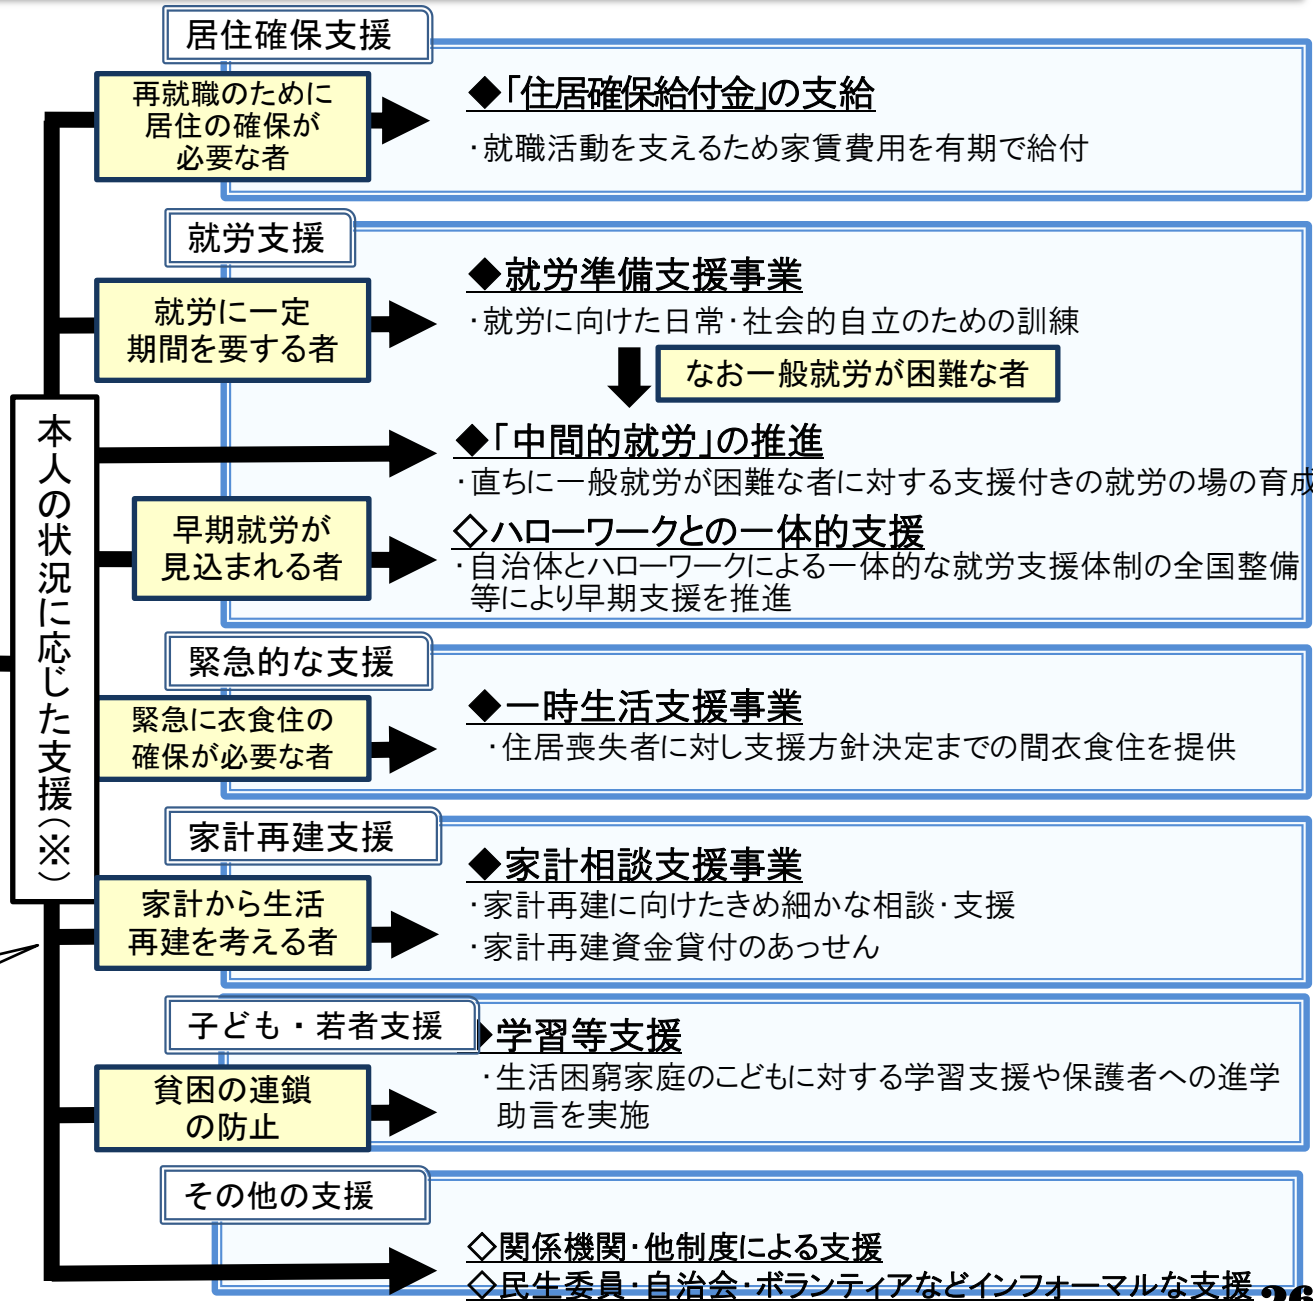 居住確保支援
再就職のために
居住の確保が
必要な者
◆「住居確保給付金」の支給
・就職活動を支えるため家賃費用を有期で給付
就労支援
就労に一定
期間を要する者
◆就労準備支援事業
・就労に向けた日常・社会的自立のための訓練
なお一般就労が困難な者
本人の状況に応じた支援(※)
◆「中間的就労」の推進
・直ちに一般就労が困難な者に対する支援付きの就労の場の育成
早期就労が
見込まれる者
◇ハローワークとの一体的支援
・自治体とハローワークによる一体的な就労支援体制の全国整備
等により早期支援を推進
緊急的な支援
緊急に衣食住の
確保が必要な者
◆一時生活支援事業
・住居喪失者に対し支援方針決定までの間衣食住を提供
家計再建支援
家計から生活
再建を考える者
◆家計相談支援事業
・家計再建に向けたきめ細かな相談・支援
・家計再建資金貸付のあっせん
子ども・若者支援
貧困の連鎖
の防止
◆学習等支援
・生活困窮家庭のこどもに対する学習支援や保護者への進学
助言を実施
その他の支援
◇関係機関・他制度による支援
◇民生委員・自治会・ボランティアなどインフォーマルな支援